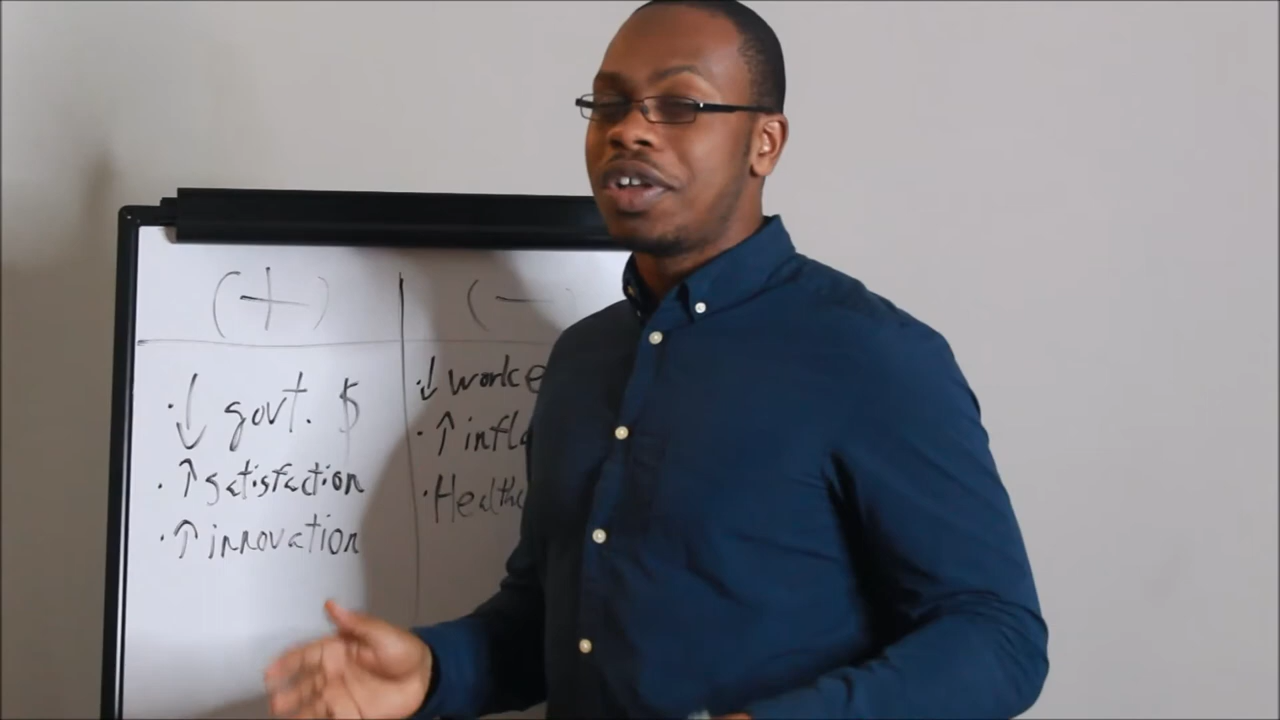 (+) (-
· ↓ govt. $
· ↑ satisfaction
· ↑ innovation
· ↓ worke
· ↑ infla
· Healthc